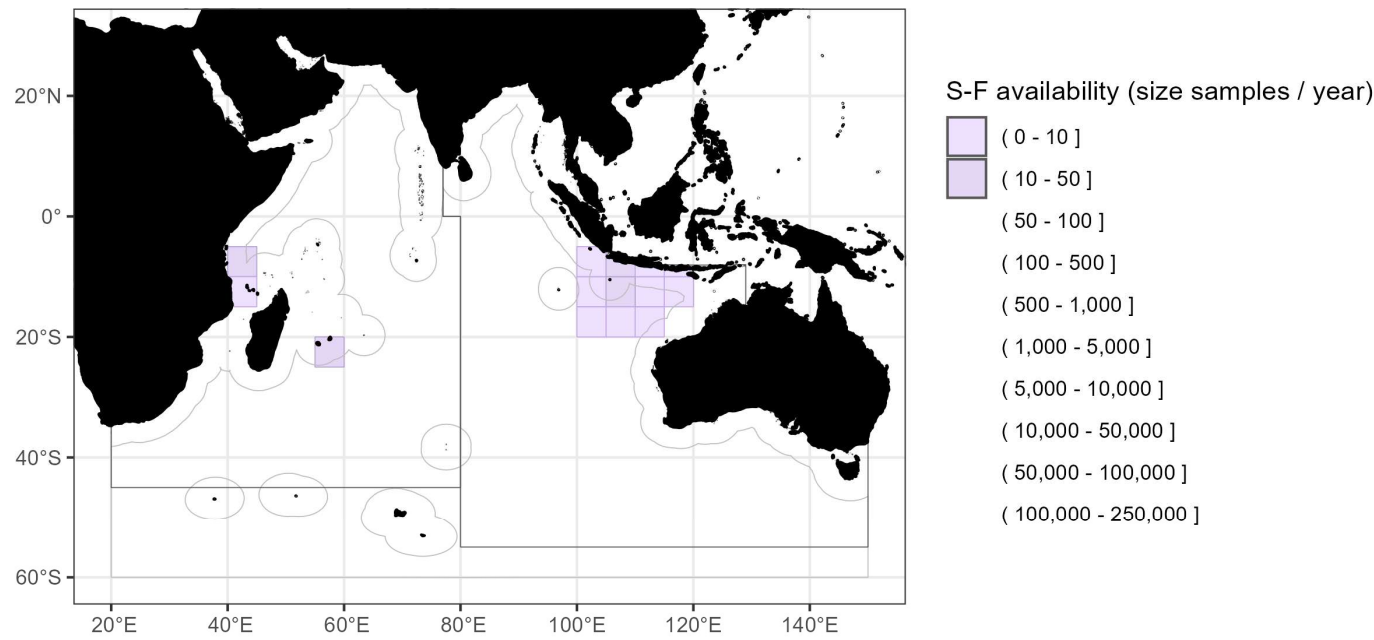 S-F availability (size samples / year)
( 0 - 10 ]
( 10 - 50 ]
( 50 - 100 ]
( 100 - 500 ]
( 500 - 1,000 ]
( 1,000 - 5,000 ]
( 5,000 - 10,000 ]
( 10,000 - 50,000 ]
( 50,000 - 100,000 ]
( 100,000 - 250,000 ]
20°N
0°
20°S
40°S
60°S
20°E 40°E 60°E 80°E 100°E 120°E 140°E